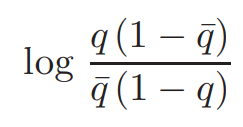 log q (1 − q̄) / q̄ (1 − q)